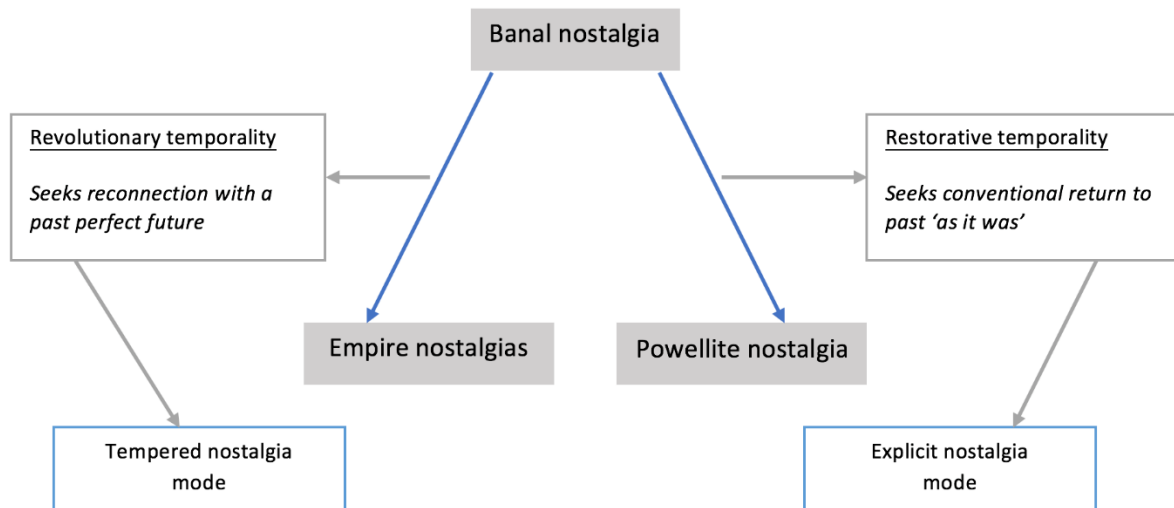 Banal nostalgia
Revolutionary temporality
Seeks reconnection with a
past perfect future
Restorative temporality
Seeks conventional return to
past ‘as it was’
Empire nostalgias
Powellite nostalgia
Tempered nostalgia
mode
Explicit nostalgia
mode